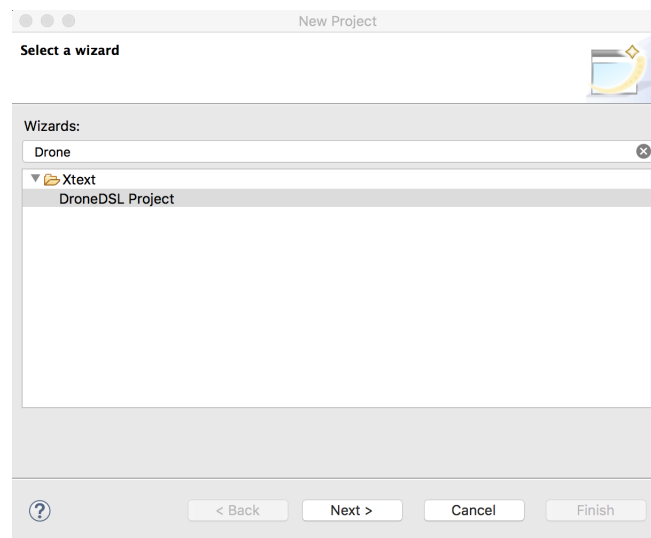 New Project
Select a wizard
Wizards:
Drone
Xtext
DroneDSL Project
?
< Back
Next >
Cancel
Finish